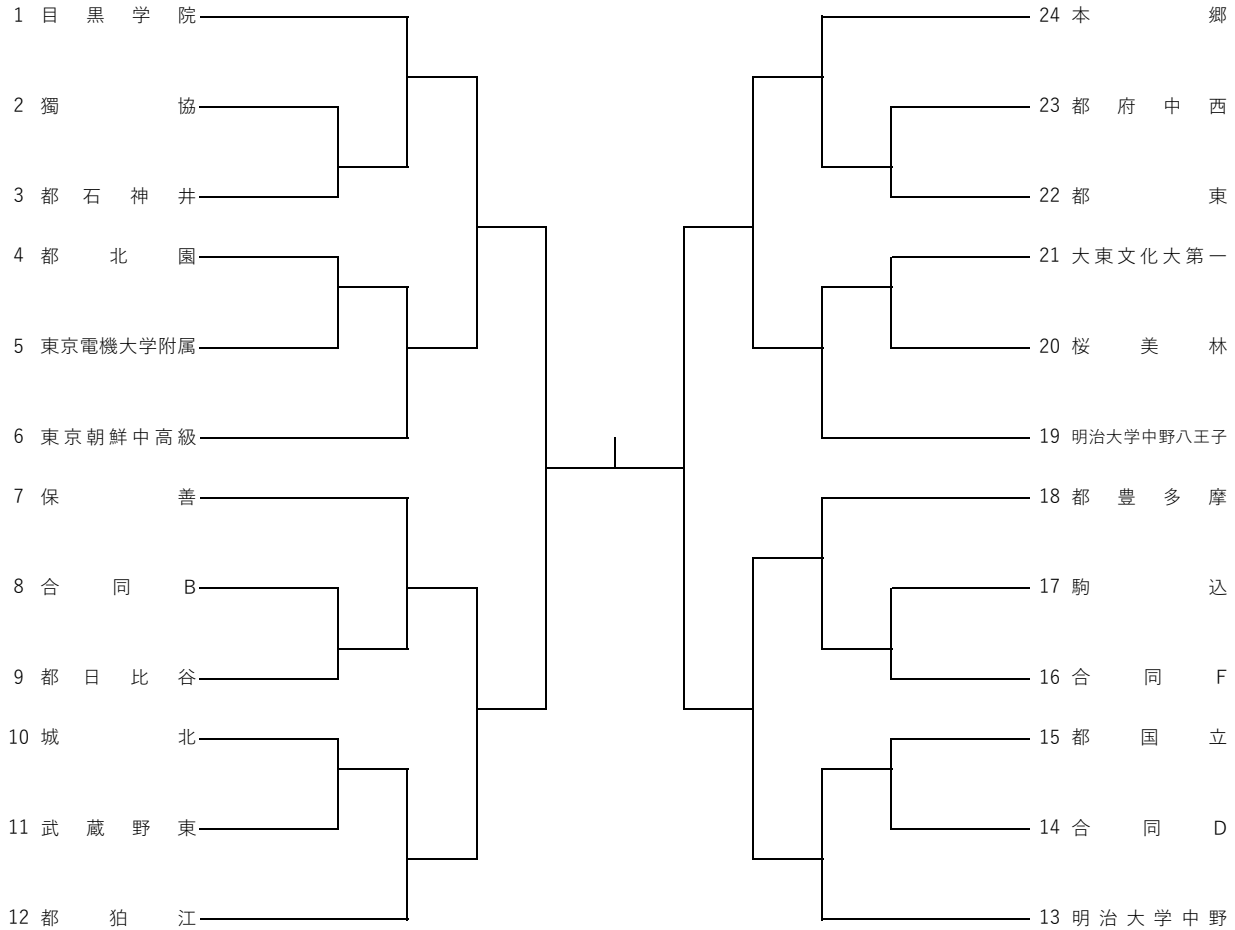 1 目黒学院
2 獨協
3 都石神井
4 都北園
5 東京電機大学附属
6 東京朝鮮中高級
7 保善
8 合同B
9 都日比谷
10 城北
11 武蔵野東
12 都狛江
24 本郷
23 都府中西
22 都東
21 大東文化大第一
20 桜美林
19 明治大学中野八王子
18 都豊多摩
17 駒込
16 合同F
15 都国立
14 合同D
13 明治大学中野